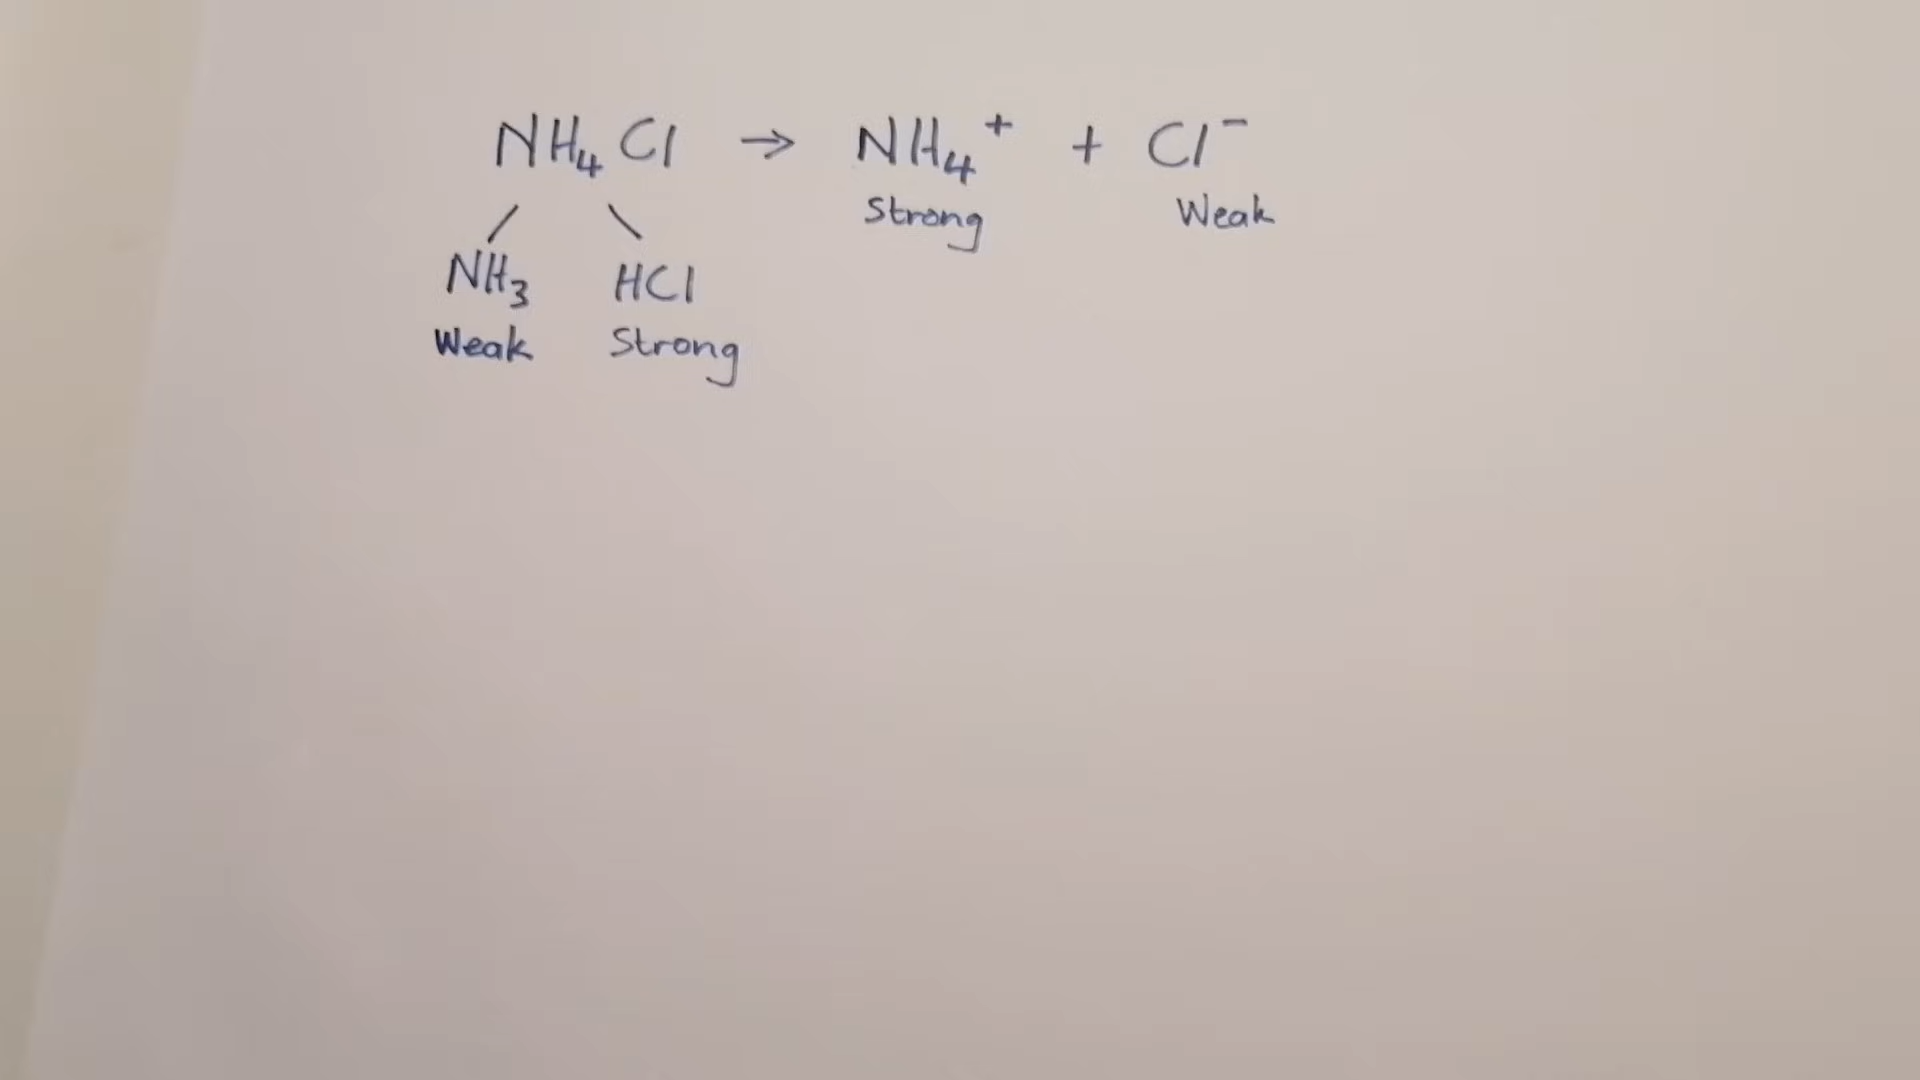 NH₄Cl → NH₄⁺ + Cl⁻
Strong Weak
NH₃ HCl
Weak Strong